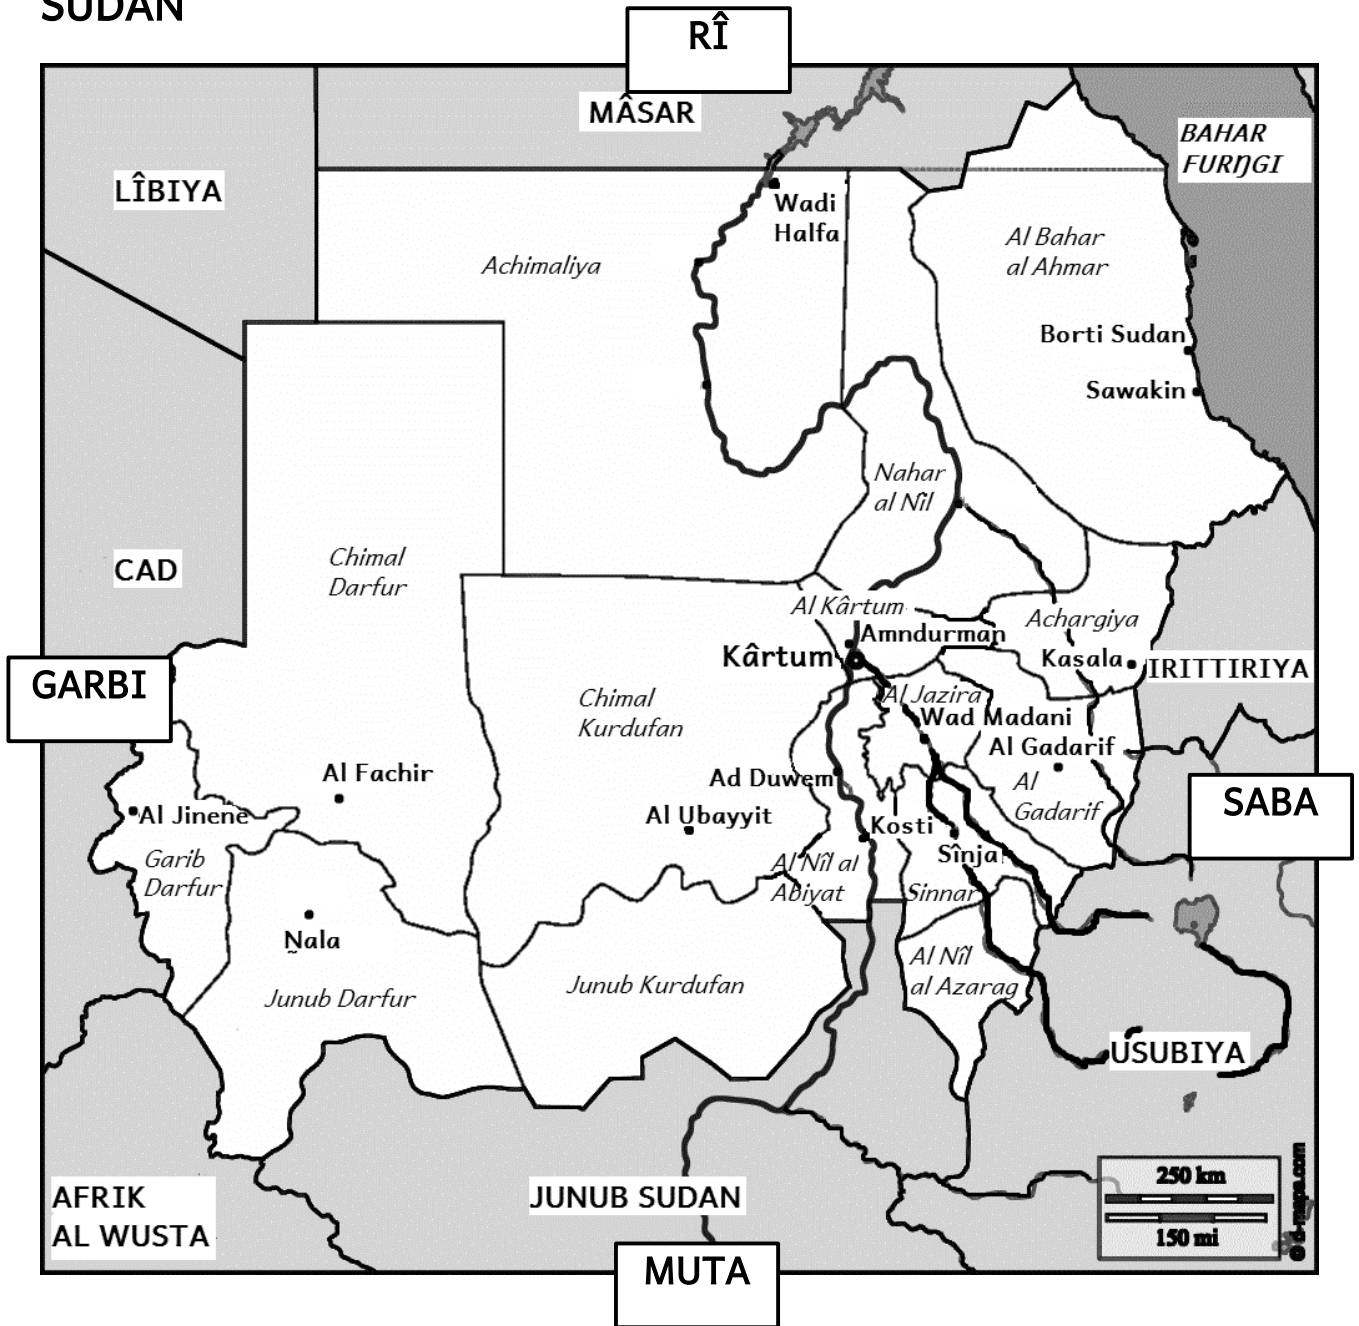 SUDAN
RÎ
MÂSAR
BAHAR
FURŊGI
LÎBIYA
Wadi
Halfa
Al Bahar
al Ahmar
Achimaliya
Borti Sudan
Sawakin
Nahar
al Nîl
Chimal
Darfur
CAD
Al Kârtum
Achargiya
Amndurman
Kârtum
Kasala
IRITTIRIYA
GARBI
Chimal
Kurdufan
Al Jazira
Wad Madani
Al Gadarif
Al Fachir
Ad Duwem
Al
Gadarif
SABA
Al Jinene
Al Ubayyit
Kosti
Sînja
Garib
Darfur
Al Nîl al
Abiyat
Sinnar
Ṉala
Al Nîl
al Azarag
Junub Darfur
Junub Kurdufan
USUBIYA
AFRIK
AL WUSTA
JUNUB SUDAN
250 km
150 mi
© d-maps.com
MUTA